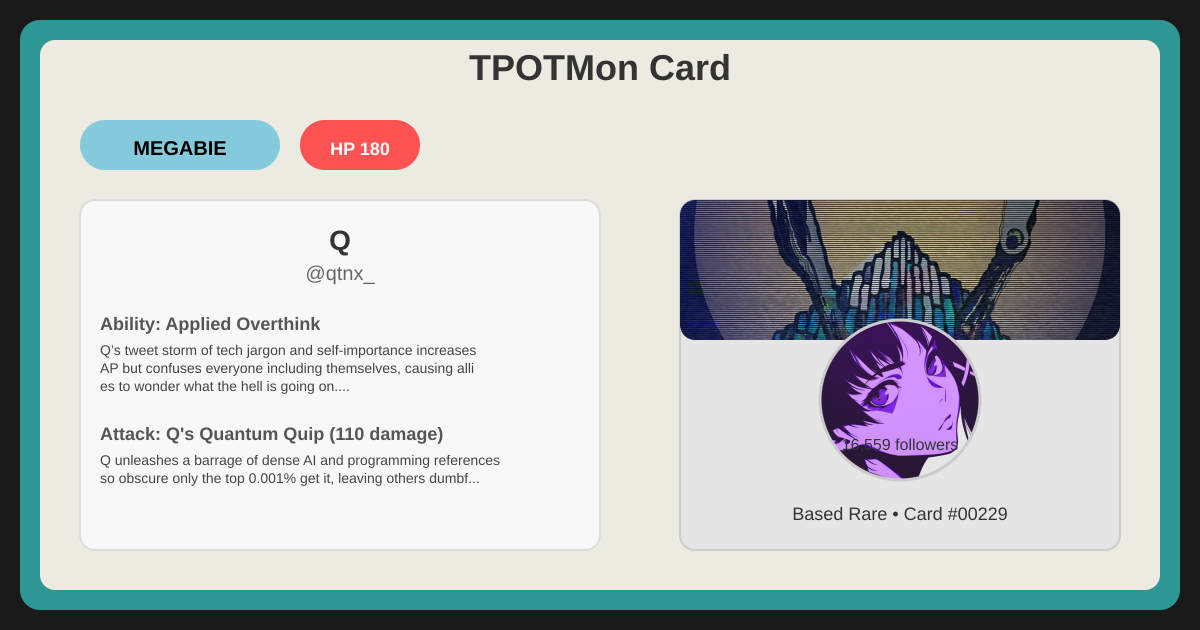 TPOTMon Card
MEGABIE
HP 180
Q
@qtnx_
Ability: Applied Overthink
Q's tweet storm of tech jargon and self-importance increases
AP but confuses everyone including themselves, causing alli
es to wonder what the hell is going on....
Attack: Q's Quantum Quip (110 damage)
Q unleashes a barrage of dense AI and programming references
so obscure only the top 0.001% get it, leaving others dumbf...
16,559 followers
Based Rare • Card #00229